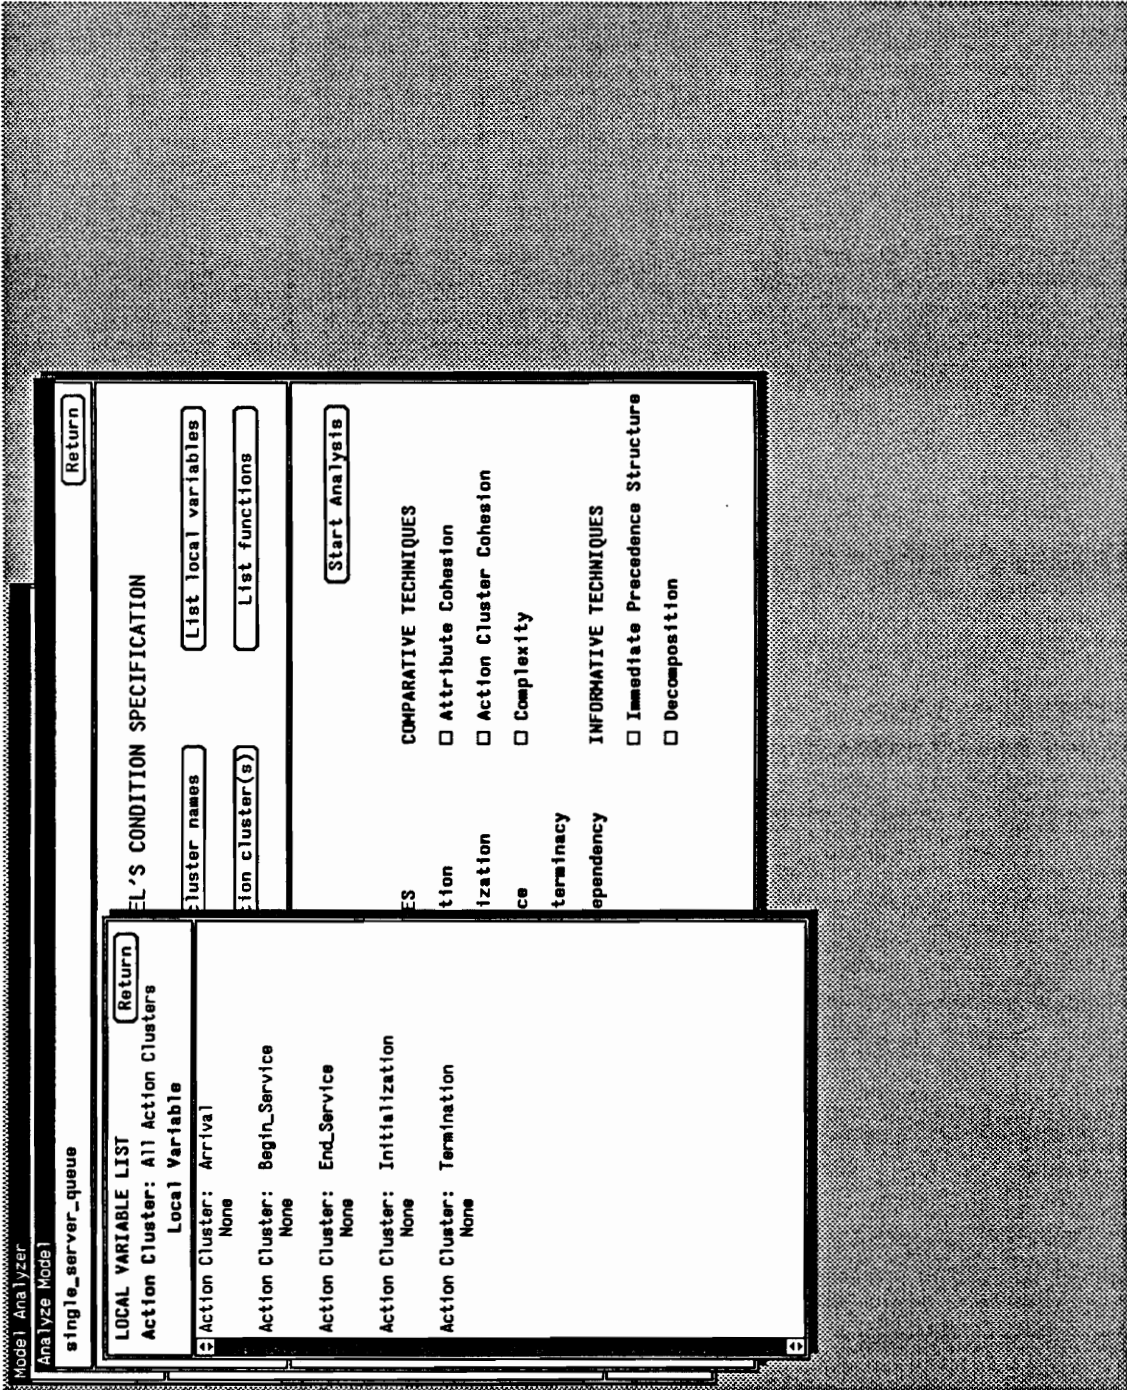 Model Analyzer
Analyze Model
single_server_queue
Return
EL'S CONDITION SPECIFICATION
cluster names
List local variables
tion cluster(s)
List functions
Start Analysis
ES
COMPARATIVE TECHNIQUES
tion
□ Attribute Cohesion
ization
□ Action Cluster Cohesion
ce
□ Complexity
terminacy
ependency
INFORMATIVE TECHNIQUES
□ Immediate Precedence Structure
□ Decomposition
LOCAL VARIABLE LIST
Return
Action Cluster: All Action Clusters
Local Variable
Action Cluster: Arrival
None
Action Cluster: Begin_Service
None
Action Cluster: End_Service
None
Action Cluster: Initialization
None
Action Cluster: Termination
None